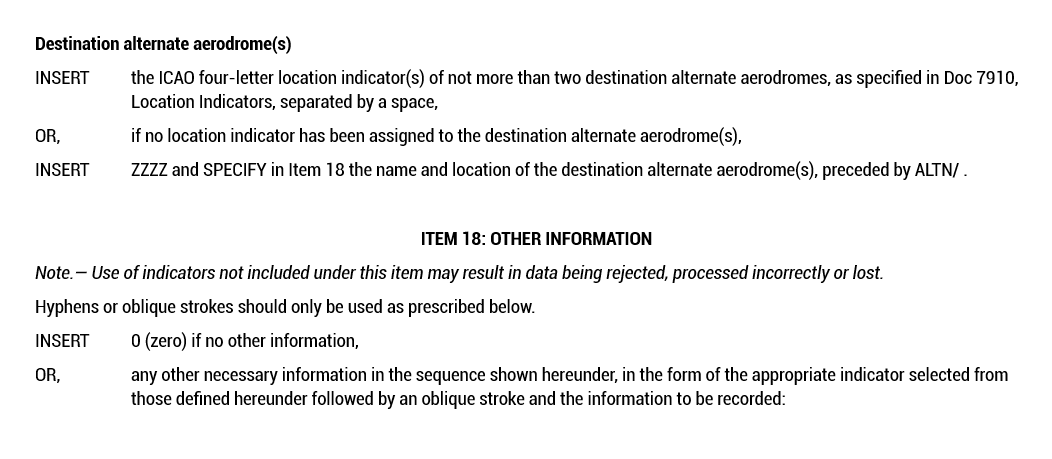 Destination alternate aerodrome(s)
INSERT the ICAO four-letter location indicator(s) of not more than two destination alternate aerodromes, as specified in Doc 7910,
Location Indicators, separated by a space,
OR, if no location indicator has been assigned to the destination alternate aerodrome(s),
INSERT ZZZZ and SPECIFY in Item 18 the name and location of the destination alternate aerodrome(s), preceded by ALTN/ .
ITEM 18: OTHER INFORMATION
Note.— Use of indicators not included under this item may result in data being rejected, processed incorrectly or lost.
Hyphens or oblique strokes should only be used as prescribed below.
INSERT 0 (zero) if no other information,
OR, any other necessary information in the sequence shown hereunder, in the form of the appropriate indicator selected from
those defined hereunder followed by an oblique stroke and the information to be recorded: